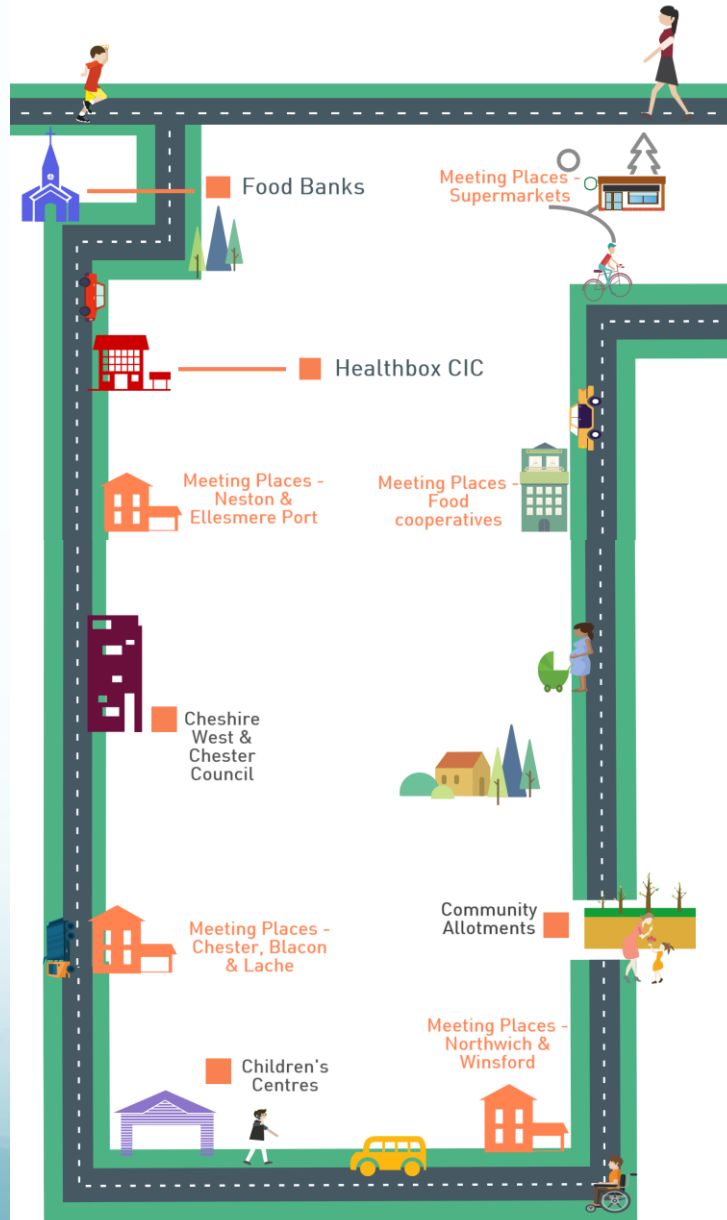 Food Banks
Meeting Places -
Supermarkets
Healthbox CIC
Meeting Places -
Neston &
Ellesmere Port
Meeting Places -
Food
cooperatives
Cheshire
West &
Chester
Council
Meeting Places -
Chester, Blacon
& Lache
Community
Allotments
Meeting Places -
Northwich &
Winsford
Children's
Centres